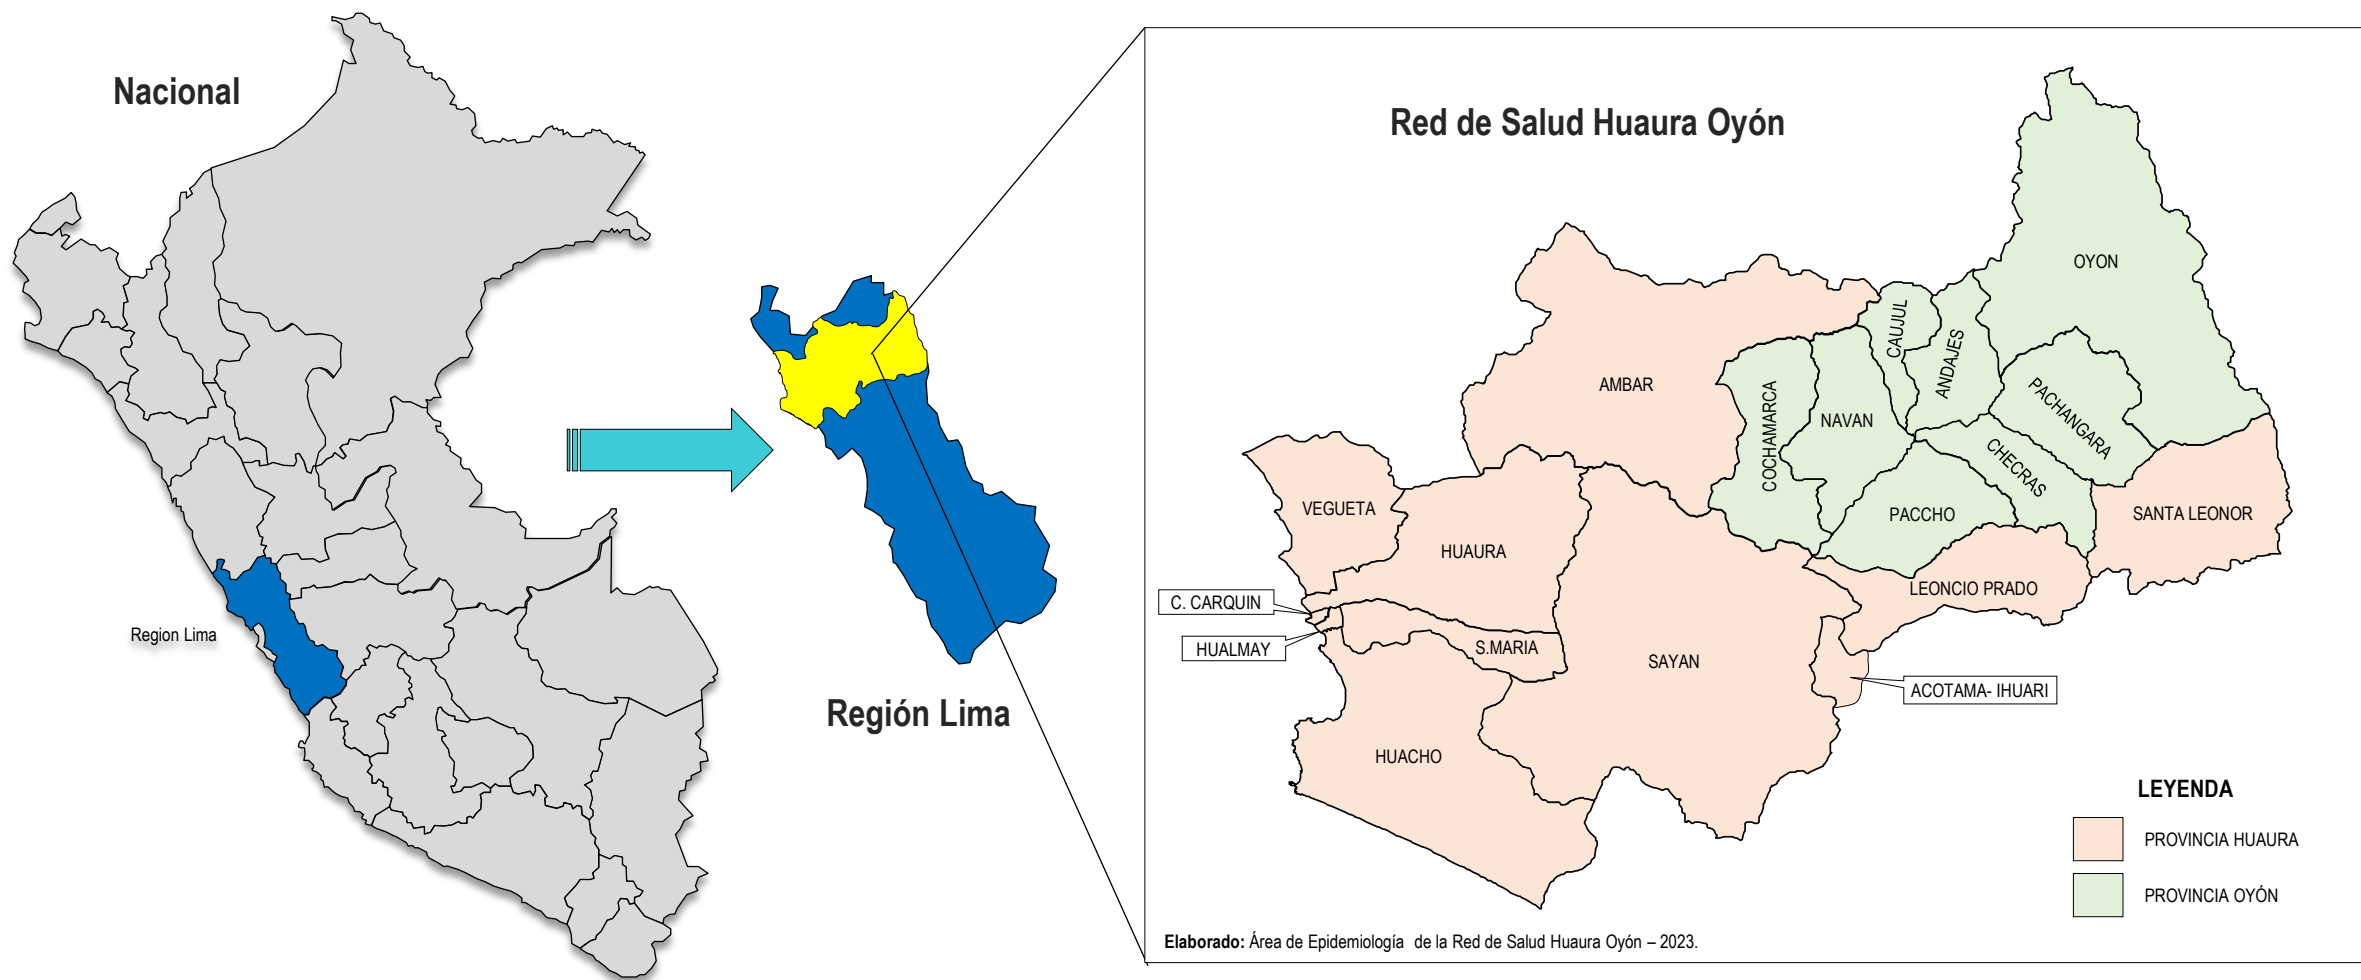 Nacional
Region Lima
Región Lima
Red de Salud Huaura Oyón
OYON
CAUJUL
ANDAJES
AMBAR
PACHANGARA
COCHAMARCA
NAVAN
CHECRAS
VEGUETA
PACCHO
SANTA LEONOR
HUAURA
LEONCIO PRADO
C. CARQUIN
HUALMAY
S.MARIA
SAYAN
ACOTAMA- IHUARI
HUACHO
LEYENDA
PROVINCIA HUAURA
PROVINCIA OYÓN
Elaborado: Área de Epidemiología de la Red de Salud Huaura Oyón – 2023.